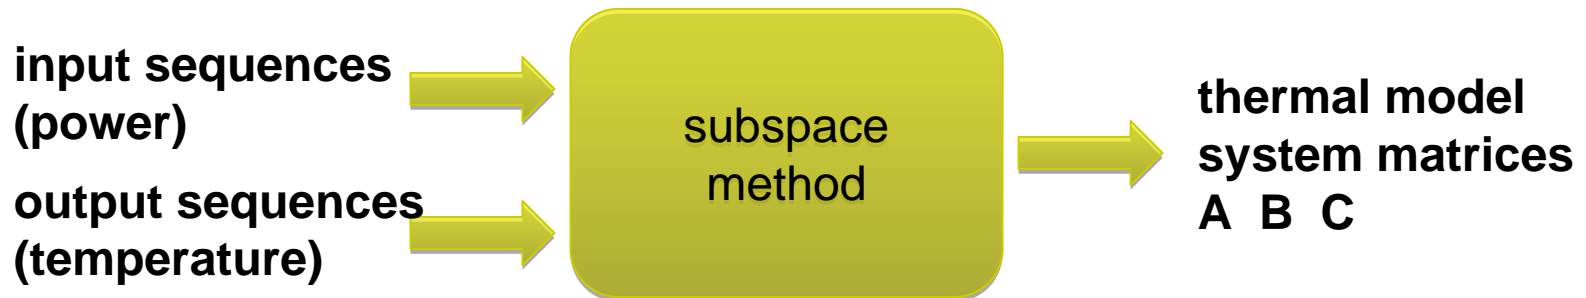 input sequences
(power)
output sequences
(temperature)
subspace
method
thermal model
system matrices
A B C